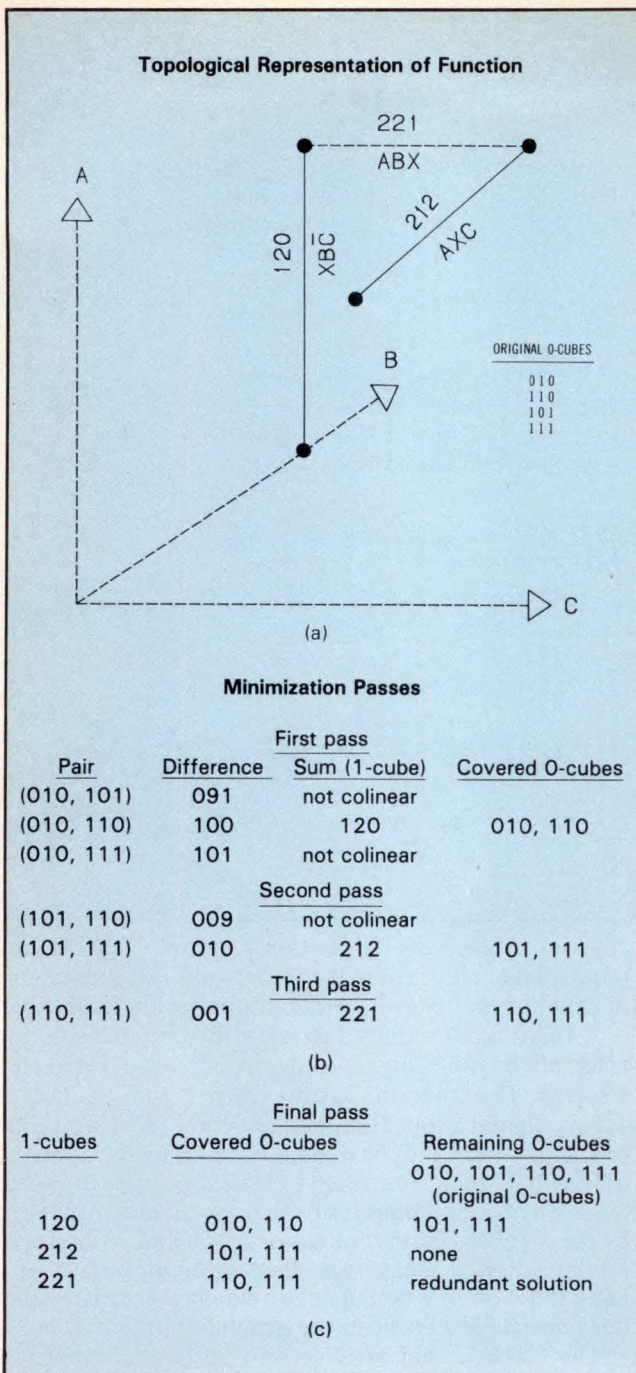 Topological Representation of Function
221
ABX
A
212
AXC
120
XB̅C̅
B
ORIGINAL 0-CUBES
010
110
101
111
C
(a)
Minimization Passes
First pass
Pair Difference Sum (1-cube) Covered 0-cubes
(010, 101) 091 not colinear
(010, 110) 100 120 010, 110
(010, 111) 101 not colinear
Second pass
(101, 110) 009 not colinear
(101, 111) 010 212 101, 111
Third pass
(110, 111) 001 221 110, 111
(b)
Final pass
1-cubes Covered 0-cubes Remaining 0-cubes
010, 101, 110, 111
(original 0-cubes)
120 010, 110 101, 111
212 101, 111 none
221 110, 111 redundant solution
(c)